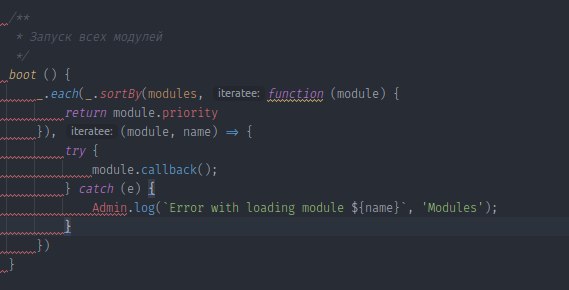 /**
 * Запуск всех модулей
 */
boot () {
    _.each(_.sortBy(modules, iteratee: function (module) {
        return module.priority
    }), iteratee: (module, name) => {
        try {
            module.callback();
        } catch (e) {
            Admin.log(`Error with loading module ${name}`, 'Modules');
        }
    })
}